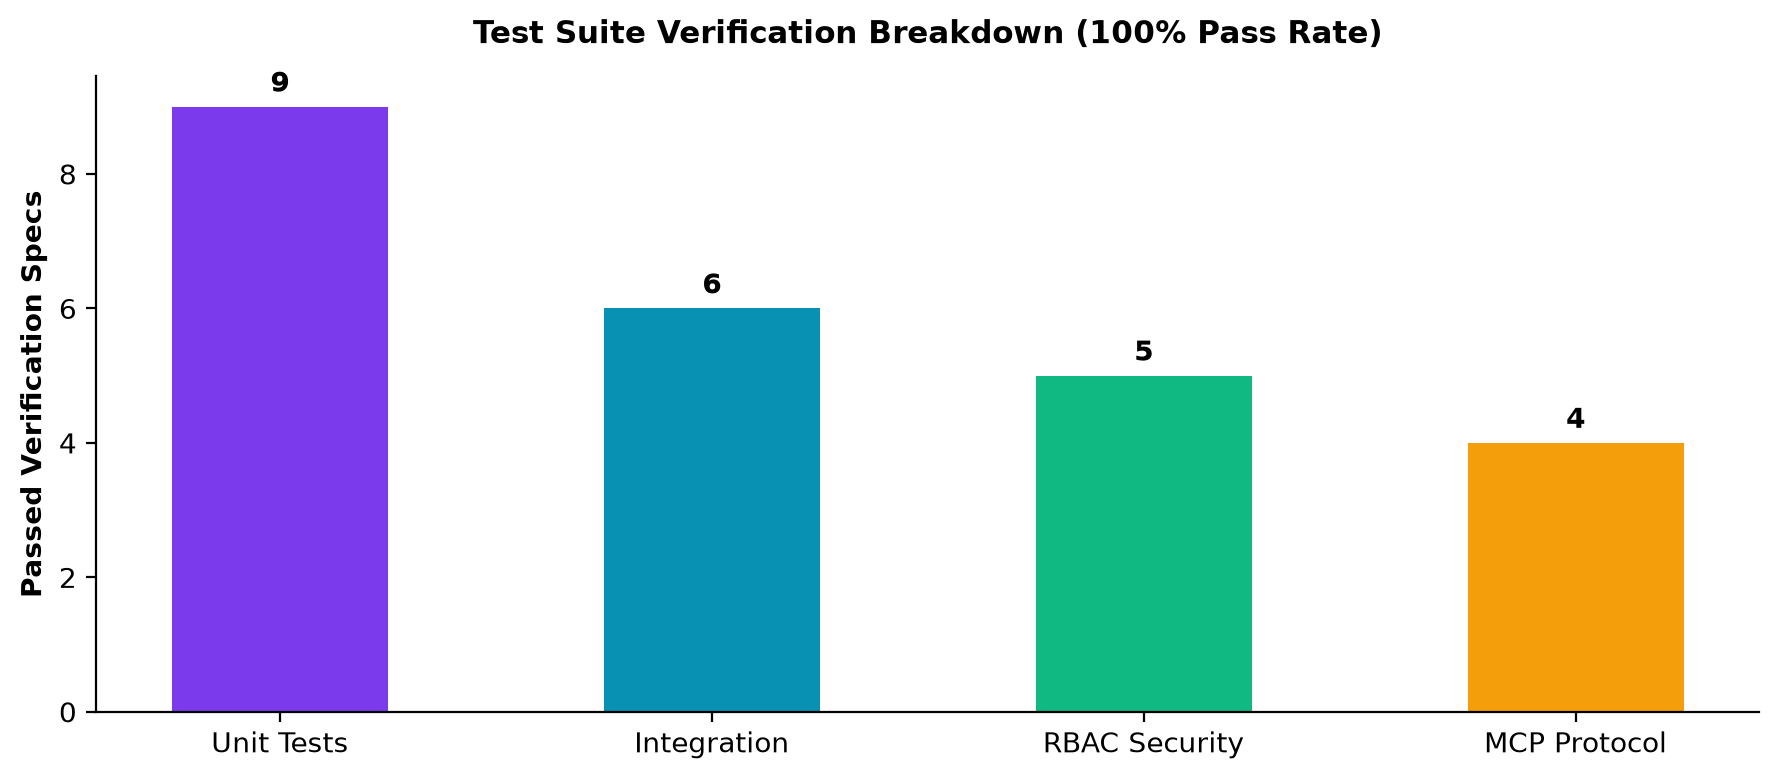 Test Suite Verification Breakdown (100% Pass Rate)
Passed Verification Specs
8
6
4
2
0
9
6
5
4
Unit Tests
Integration
RBAC Security
MCP Protocol